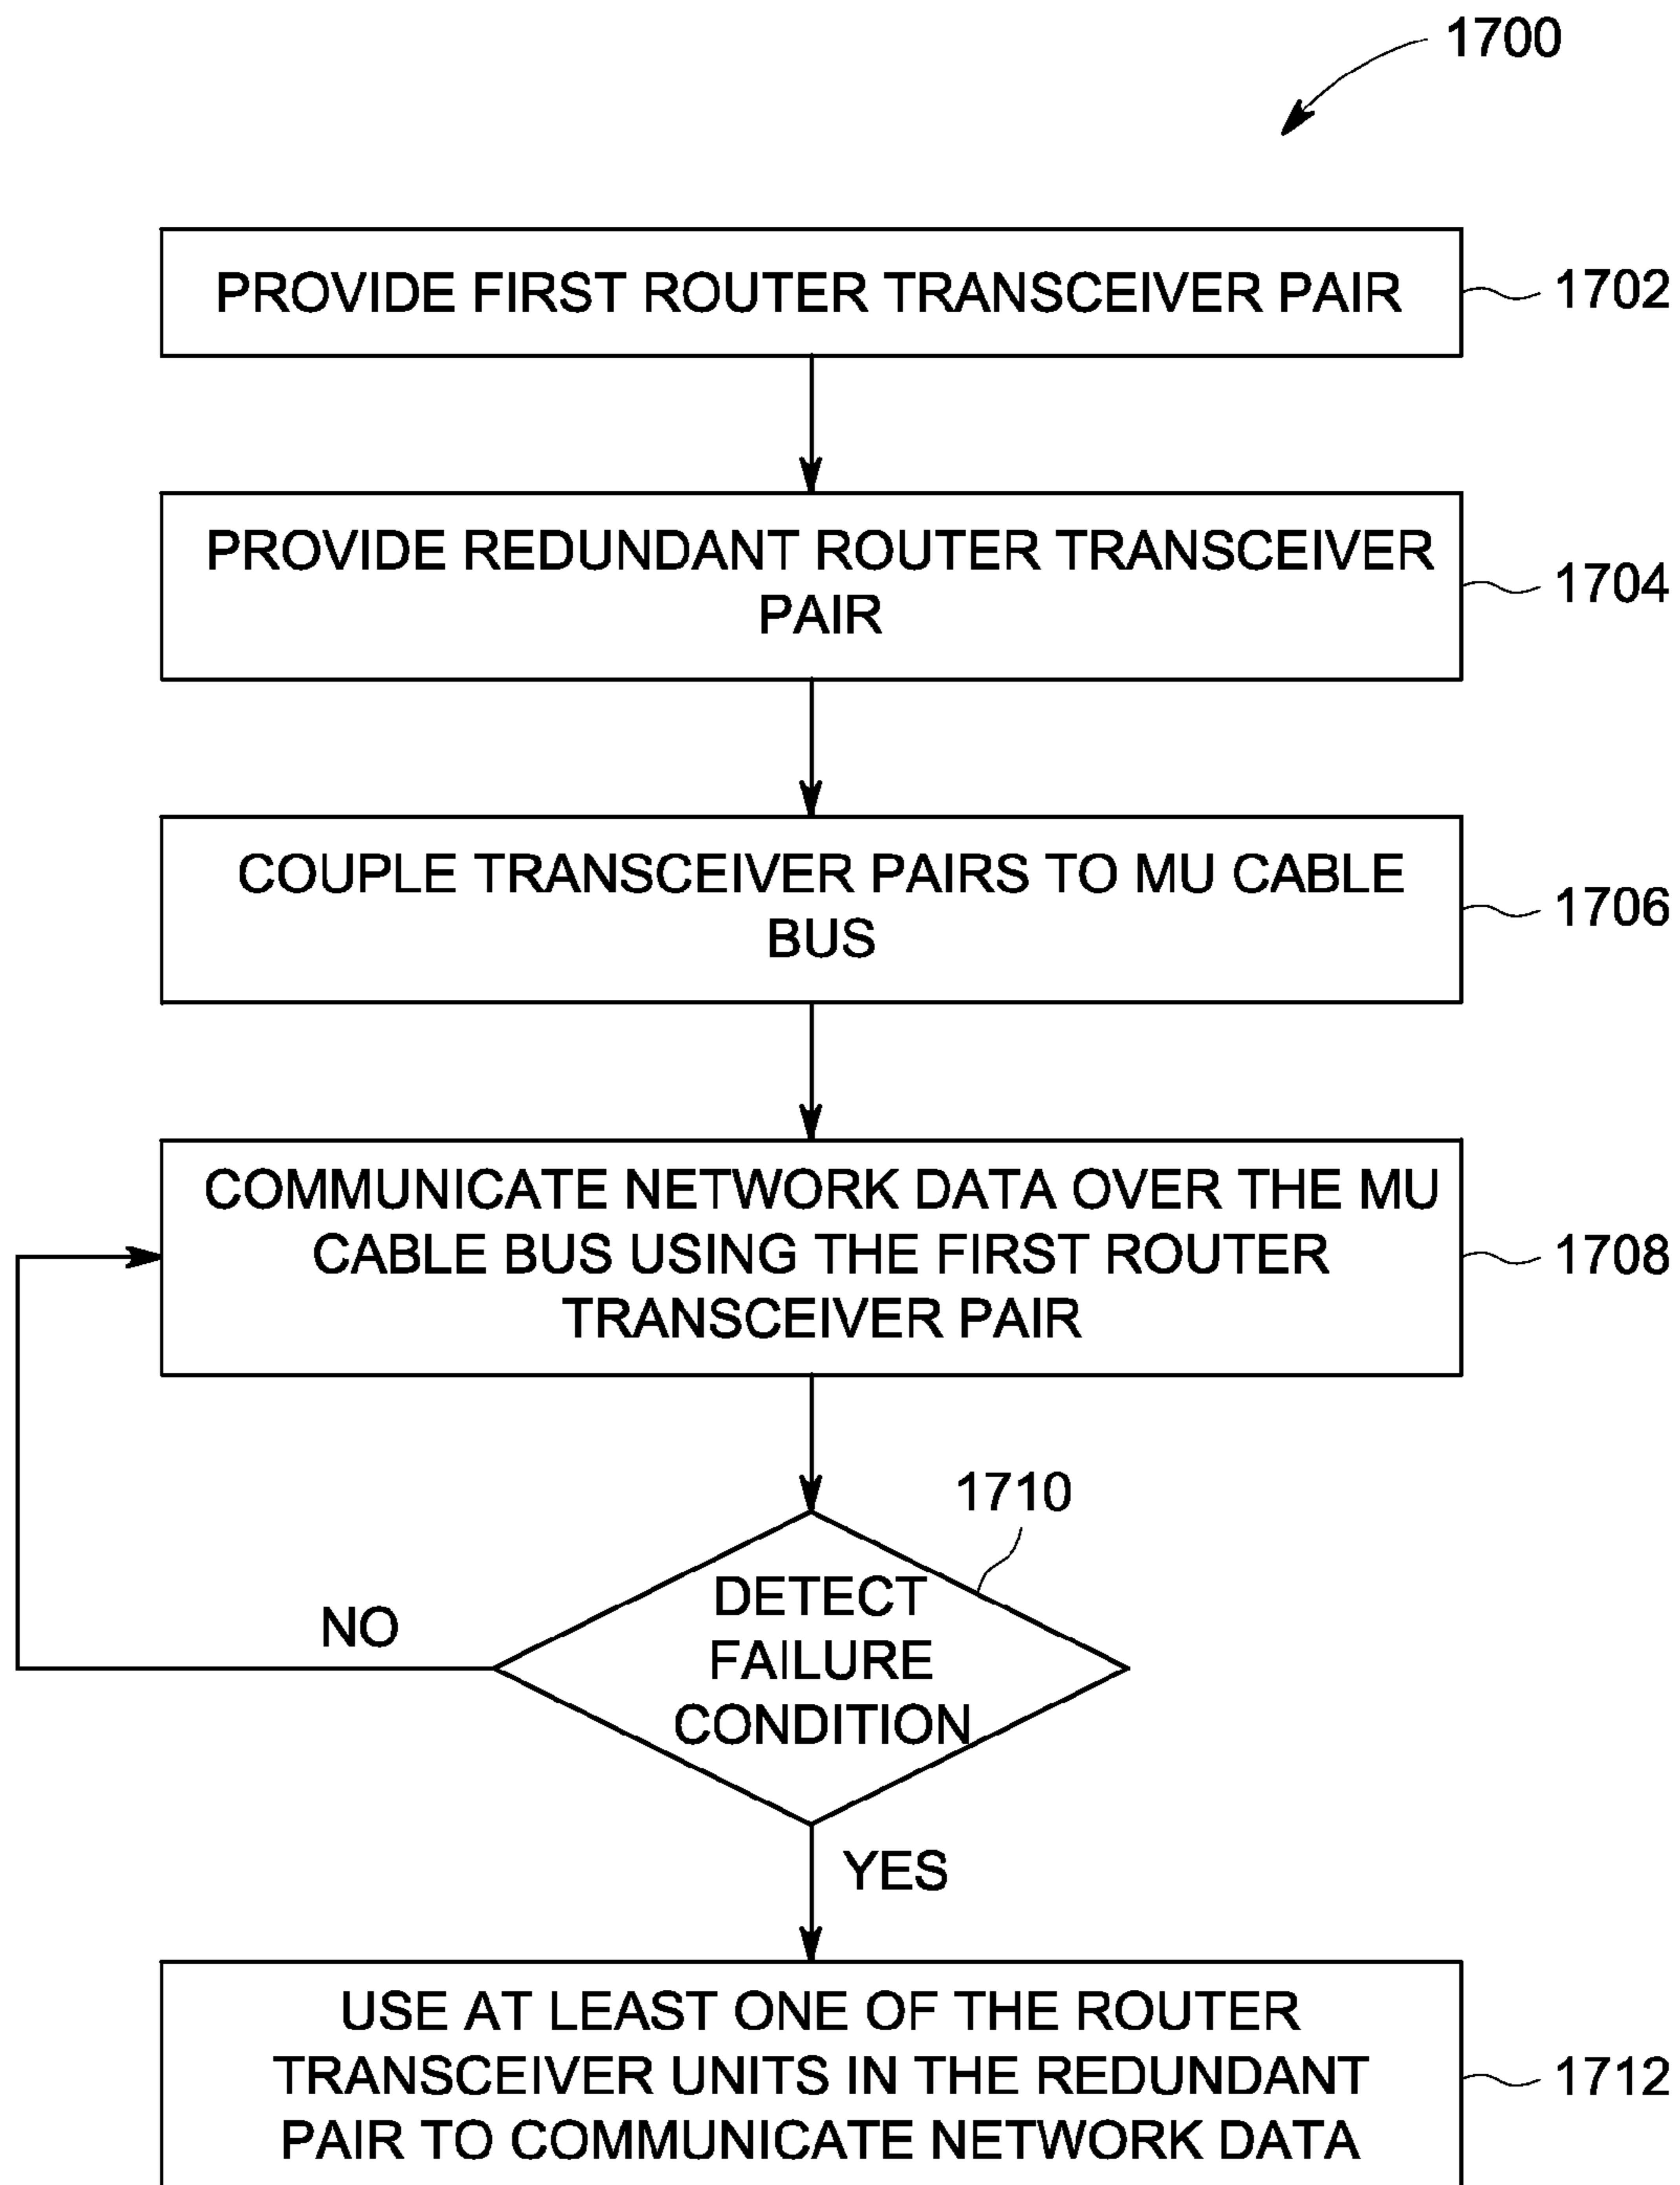 1700
PROVIDE FIRST ROUTER TRANSCEIVER PAIR
1702
PROVIDE REDUNDANT ROUTER TRANSCEIVER
PAIR
1704
COUPLE TRANSCEIVER PAIRS TO MU CABLE
BUS
1706
COMMUNICATE NETWORK DATA OVER THE MU
CABLE BUS USING THE FIRST ROUTER
TRANSCEIVER PAIR
1708
1710
DETECT
FAILURE
CONDITION
NO
YES
USE AT LEAST ONE OF THE ROUTER
TRANSCEIVER UNITS IN THE REDUNDANT
PAIR TO COMMUNICATE NETWORK DATA
1712